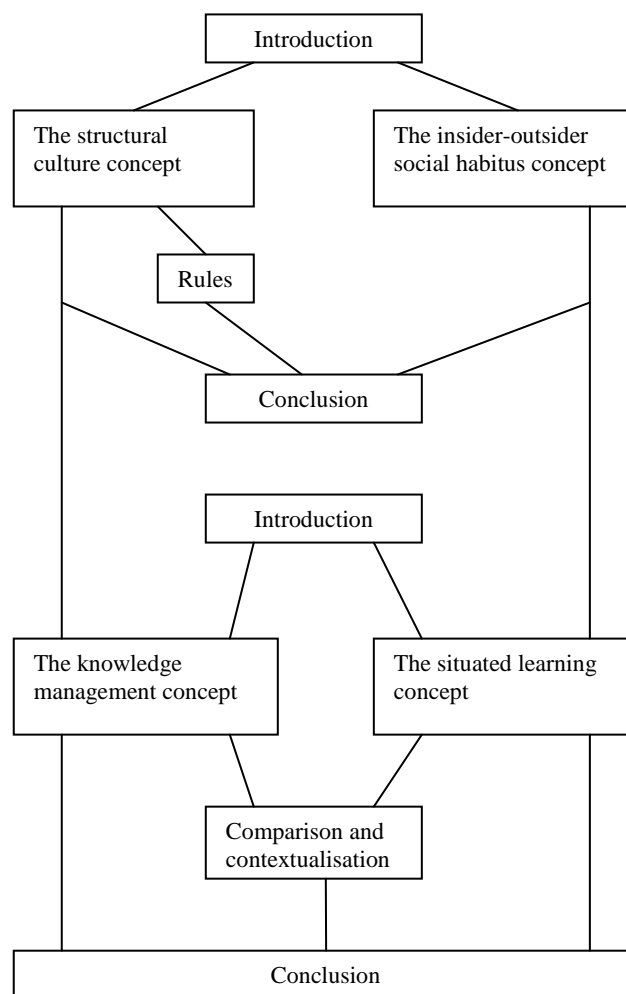 Introduction
The structural
culture concept
The insider-outsider
social habitus concept
Rules
Conclusion
Introduction
The knowledge
management concept
The situated learning
concept
Comparison and
contextualisation
Conclusion